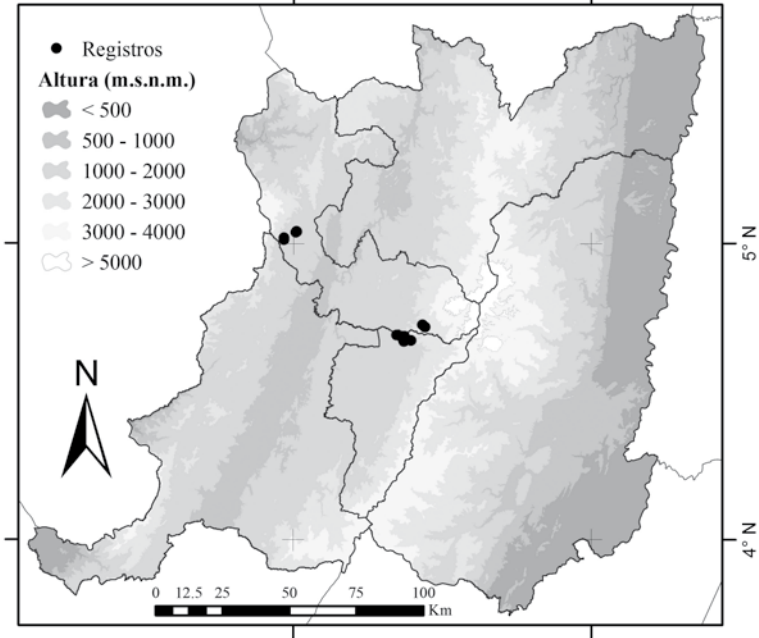 Registros
Altura (m.s.n.m.)
< 500
500 - 1000
1000 - 2000
2000 - 3000
3000 - 4000
> 5000
5° N
N
4° N
0 12.5 25 50 75 100
Km